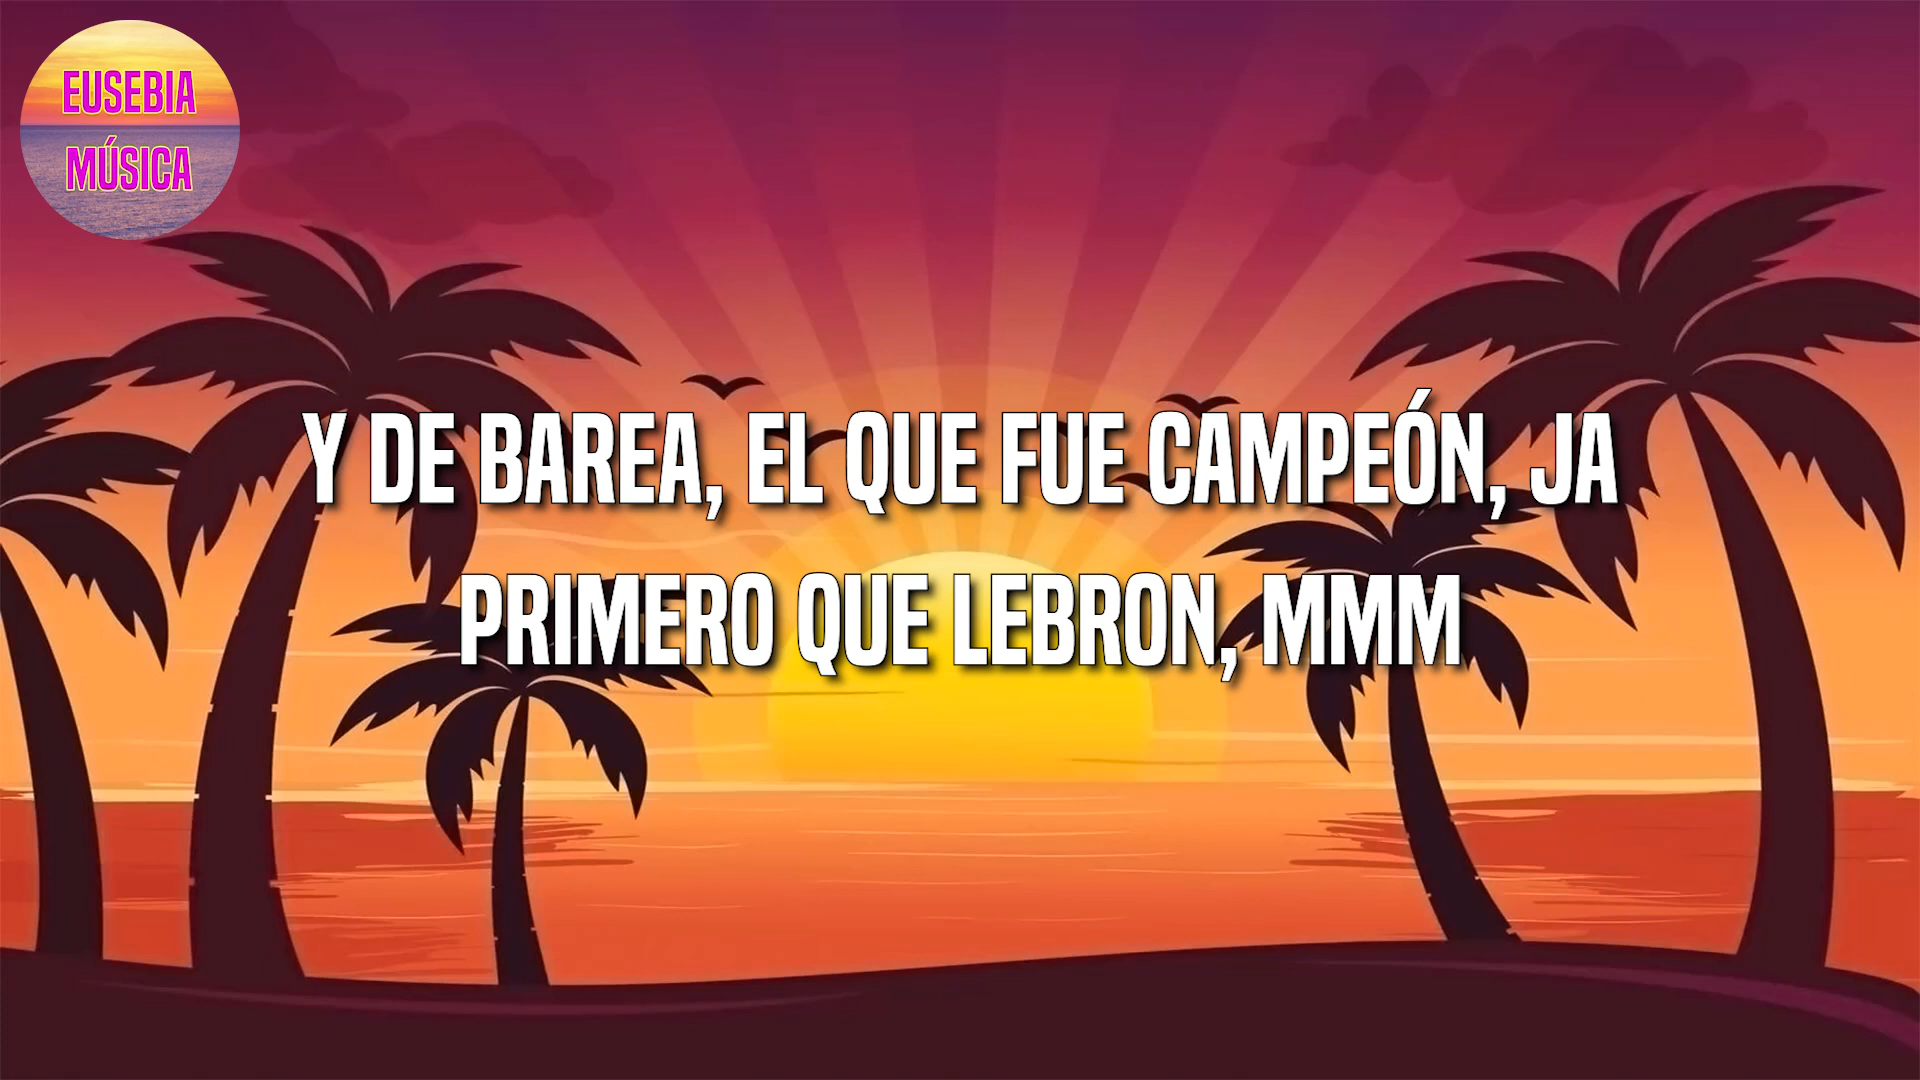 EUSEBIA
MÚSICA
Y DE BAREA, EL QUE FUE CAMPEÓN, JA
PRIMERO QUE LEBRON, MMM